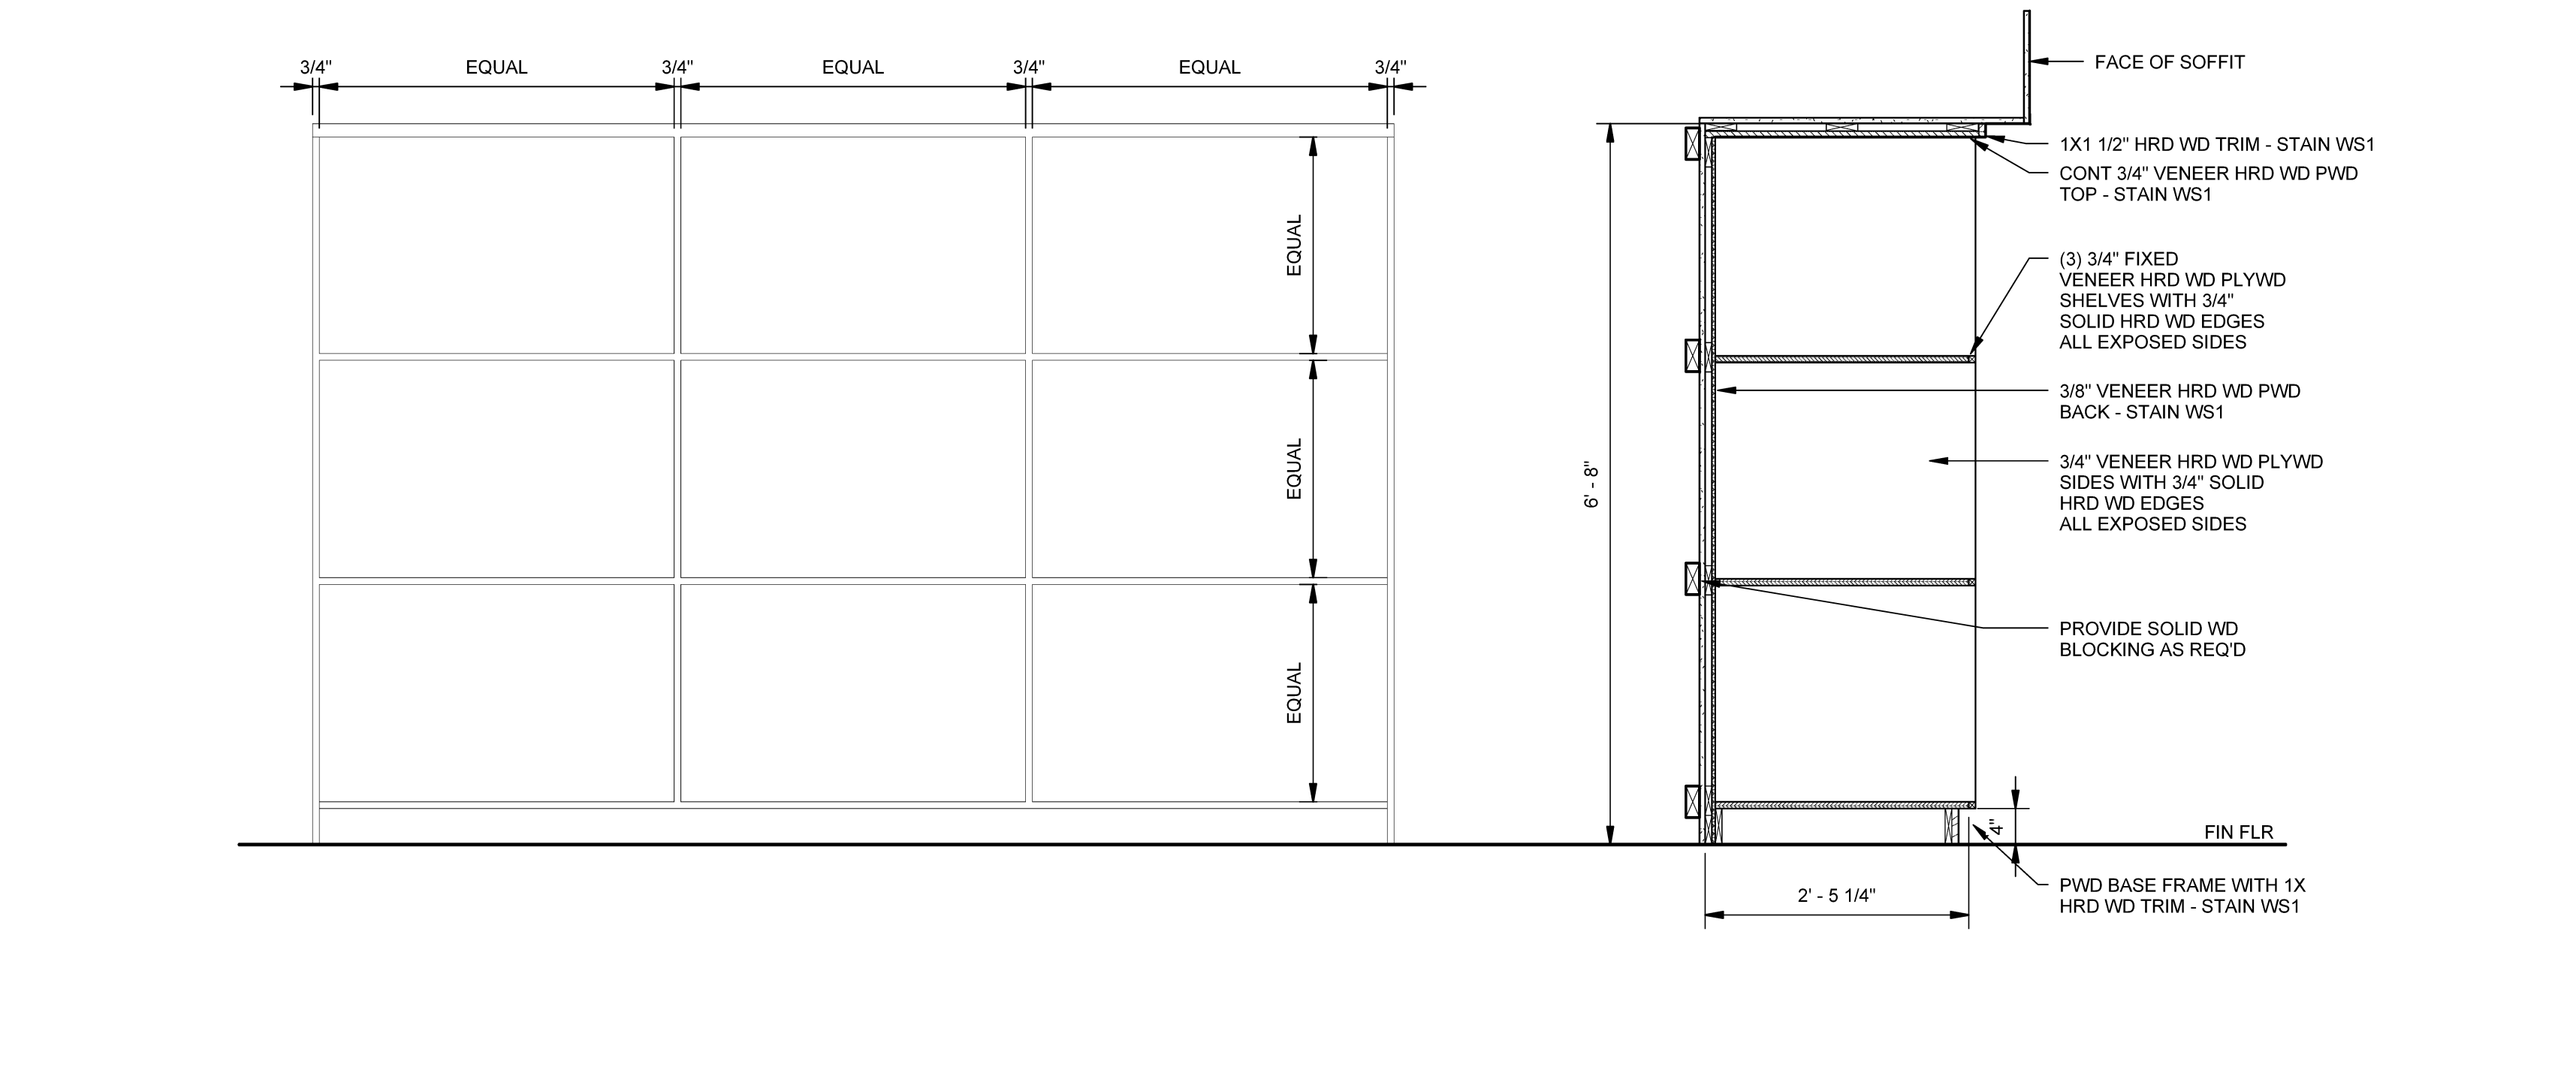 3/4" EQUAL 3/4" EQUAL 3/4" EQUAL 3/4"
EQUAL
EQUAL
EQUAL
6' - 8"
FACE OF SOFFIT
1X1 1/2" HRD WD TRIM - STAIN WS1
CONT 3/4" VENEER HRD WD PWD
TOP - STAIN WS1
(3) 3/4" FIXED
VENEER HRD WD PLYWD
SHELVES WITH 3/4"
SOLID HRD WD EDGES
ALL EXPOSED SIDES
3/8" VENEER HRD WD PWD
BACK - STAIN WS1
3/4" VENEER HRD WD PLYWD
SIDES WITH 3/4" SOLID
HRD WD EDGES
ALL EXPOSED SIDES
PROVIDE SOLID WD
BLOCKING AS REQ'D
4"
FIN FLR
2' - 5 1/4"
PWD BASE FRAME WITH 1X
HRD WD TRIM - STAIN WS1